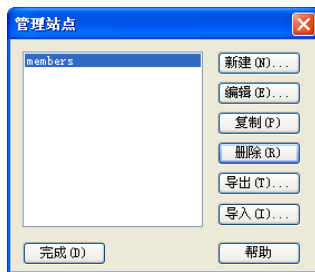 管理站点
members
新建(N)...
编辑(E)...
复制(P)
删除(R)
导出(T)...
导入(I)...
完成(D)
帮助